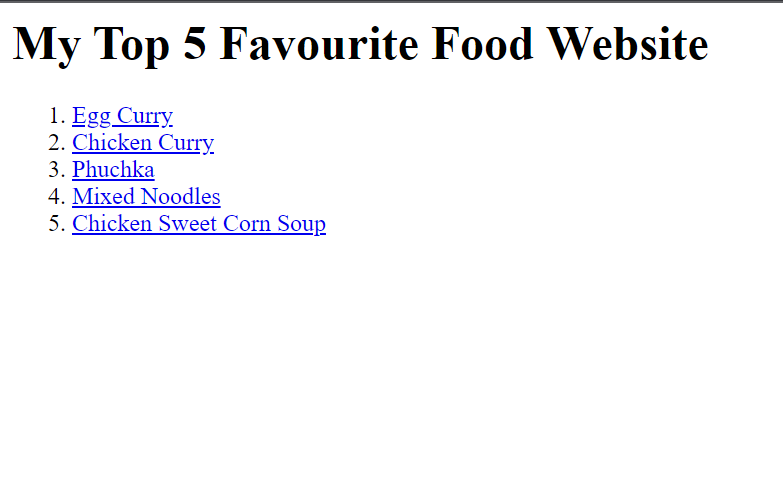 My Top 5 Favourite Food Website
1. Egg Curry
2. Chicken Curry
3. Phuchka
4. Mixed Noodles
5. Chicken Sweet Corn Soup